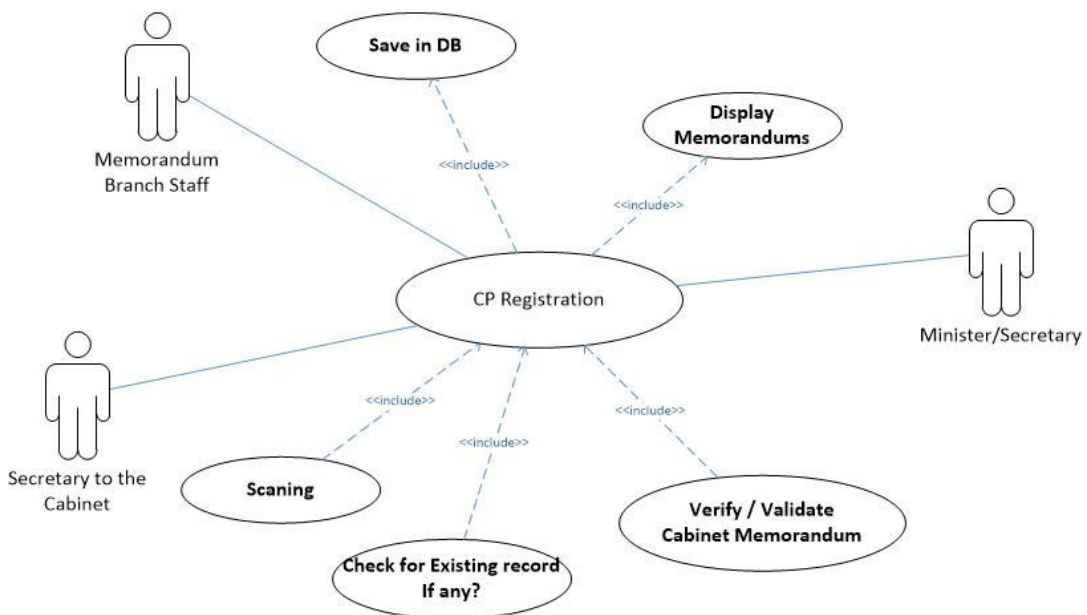 Save in DB
Display
Memorandums
Memorandum
Branch Staff
<<include>>
<<include>>
CP Registration
Minister/Secretary
<<include>>
<<include>>
<<include>>
Secretary to the
Cabinet
Scaning
Verify / Validate
Cabinet Memorandum
Check for Existing record
If any?